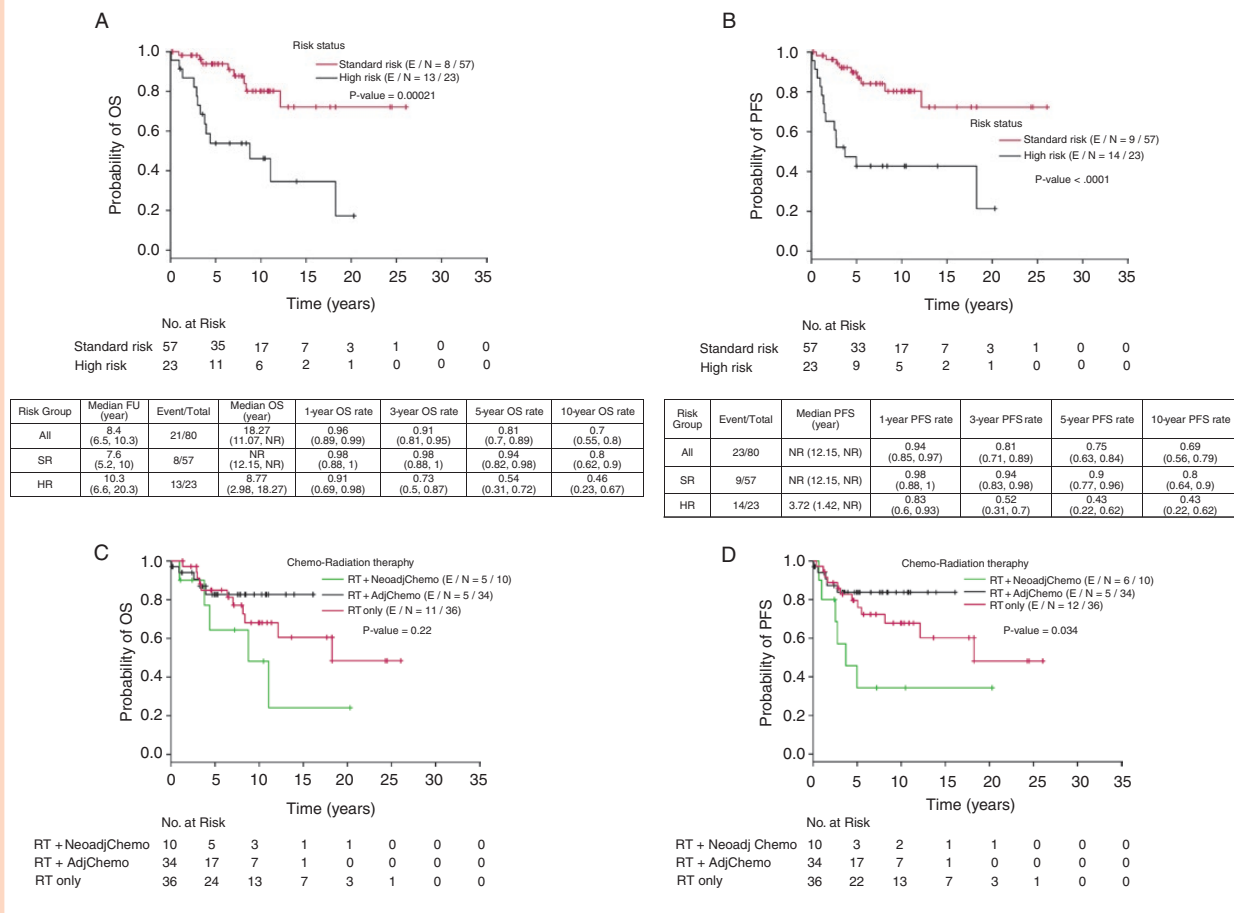 A
Risk status
Standard risk (E / N = 8 / 57)
High risk (E / N = 13 / 23)
P-value = 0.00021
Probability of OS
1.0
0.8
0.6
0.4
0.2
0.0
0 5 10 15 20 25 30 35
Time (years)
No. at Risk
Standard risk 57 35 17 7 3 1 0 0
High risk 23 11 6 2 1 0 0 0
B
Risk status
Standard risk (E / N = 9 / 57)
High risk (E / N = 14 / 23)
P-value < .0001
Probability of PFS
1.0
0.8
0.6
0.4
0.2
0.0
0 5 10 15 20 25 30 35
Time (years)
No. at Risk
Standard risk 57 33 17 7 3 1 0 0
High risk 23 9 5 2 1 0 0 0
Risk Group Median FU (year) Event/Total Median OS (year) 1-year OS rate 3-year OS rate 5-year OS rate 10-year OS rate
All 8.4 (6.5, 10.3) 21/80 18.27 (11.07, NR) 0.96 (0.89, 0.99) 0.91 (0.81, 0.95) 0.81 (0.7, 0.89) 0.7 (0.55, 0.8)
SR 7.6 (5.2, 10) 8/57 NR (12.15, NR) 0.98 (0.88, 1) 0.98 (0.88, 1) 0.94 (0.82, 0.98) 0.8 (0.62, 0.9)
HR 10.3 (6.6, 20.3) 13/23 8.77 (2.98, 18.27) 0.91 (0.69, 0.98) 0.73 (0.5, 0.87) 0.54 (0.31, 0.72) 0.46 (0.23, 0.67)
Risk Group Event/Total Median PFS (year) 1-year PFS rate 3-year PFS rate 5-year PFS rate 10-year PFS rate
All 23/80 NR (12.15, NR) 0.94 (0.85, 0.97) 0.81 (0.71, 0.89) 0.75 (0.63, 0.84) 0.69 (0.56, 0.79)
SR 9/57 NR (12.15, NR) 0.98 (0.88, 1) 0.94 (0.83, 0.98) 0.9 (0.77, 0.96) 0.8 (0.64, 0.9)
HR 14/23 3.72 (1.42, NR) 0.83 (0.6, 0.93) 0.52 (0.31, 0.7) 0.43 (0.22, 0.62) 0.43 (0.22, 0.62)
C
Chemo-Radiation theraphy
RT + NeoadjChemo (E / N = 5 / 10)
RT + AdjChemo (E / N = 5 / 34)
RT only (E / N = 11 / 36)
P-value = 0.22
Probability of OS
1.0
0.8
0.6
0.4
0.2
0.0
0 5 10 15 20 25 30 35
Time (years)
No. at Risk
RT + NeoadjChemo 10 5 3 1 1 0 0 0
RT + AdjChemo 34 17 7 1 0 0 0 0
RT only 36 24 13 7 3 1 0 0
D
Chemo-Radiation theraphy
RT + NeoadjChemo (E / N = 6 / 10)
RT + AdjChemo (E / N = 5 / 34)
RT only (E / N = 12 / 36)
P-value = 0.034
Probability of PFS
1.0
0.8
0.6
0.4
0.2
0.0
0 5 10 15 20 25 30 35
Time (years)
No. at Risk
RT + Neoadj Chemo 10 3 2 1 1 0 0 0
RT + AdjChemo 34 17 7 1 0 0 0 0
RT only 36 22 13 7 3 1 0 0